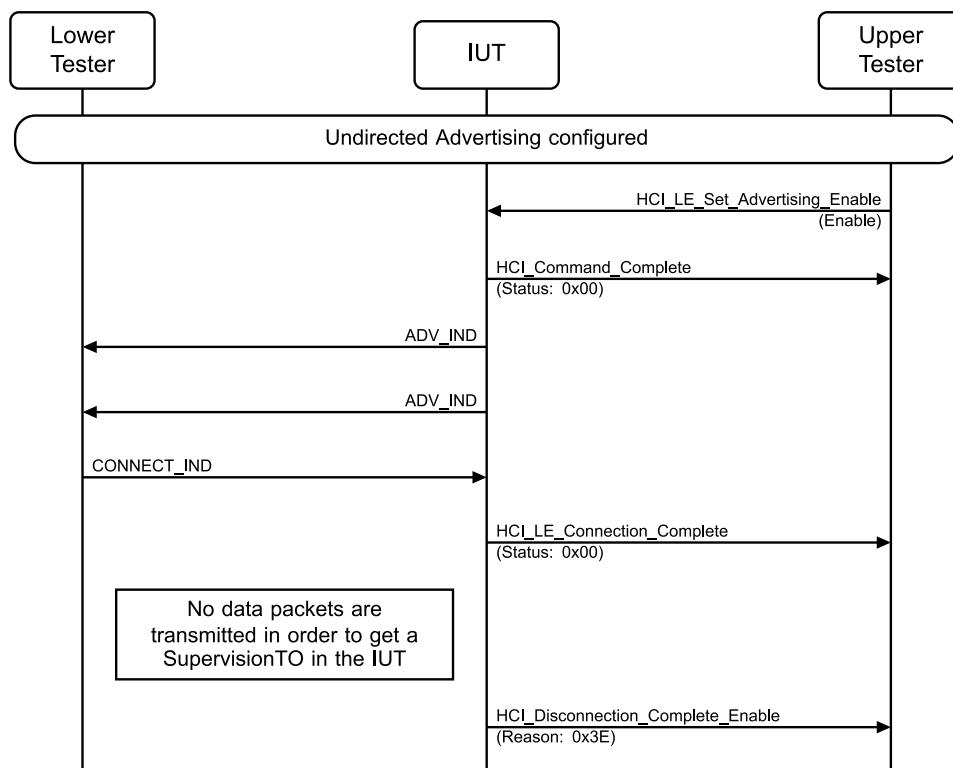 Lower
Tester
IUT
Upper
Tester
Undirected Advertising configured
HCI_LE_Set_Advertising_Enable
(Enable)
HCI_Command_Complete
(Status: 0x00)
ADV_IND
ADV_IND
CONNECT_IND
HCI_LE_Connection_Complete
(Status: 0x00)
No data packets are
transmitted in order to get a
SupervisionTO in the IUT
HCI_Disconnection_Complete_Enable
(Reason: 0x3E)